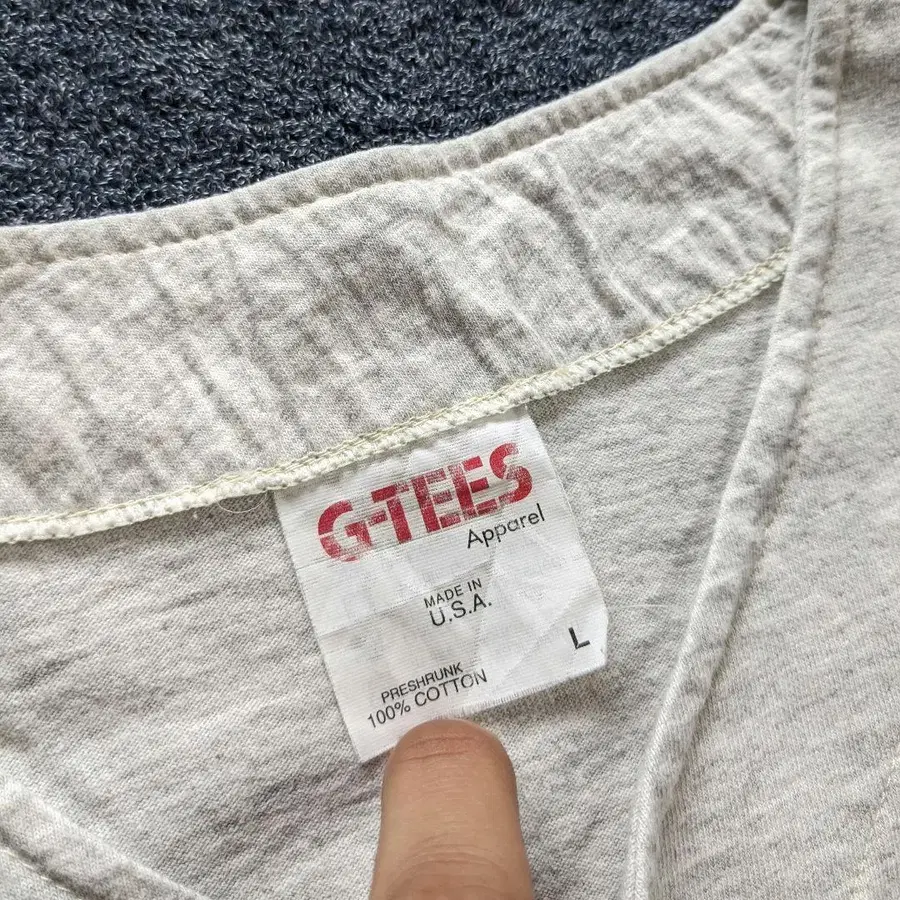 G-TEES
Apparel
MADE IN
U.S.A.
L
PRESHRUNK
100% COTTON